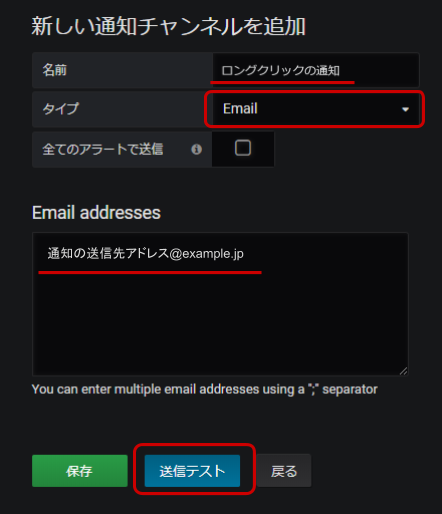 新しい通知チャンネルを追加
名前 ロングクリックの通知
タイプ Email
全てのアラートで送信
Email addresses
通知の送信先アドレス@example.jp
You can enter multiple email addresses using a ";" separator
保存 送信テスト 戻る